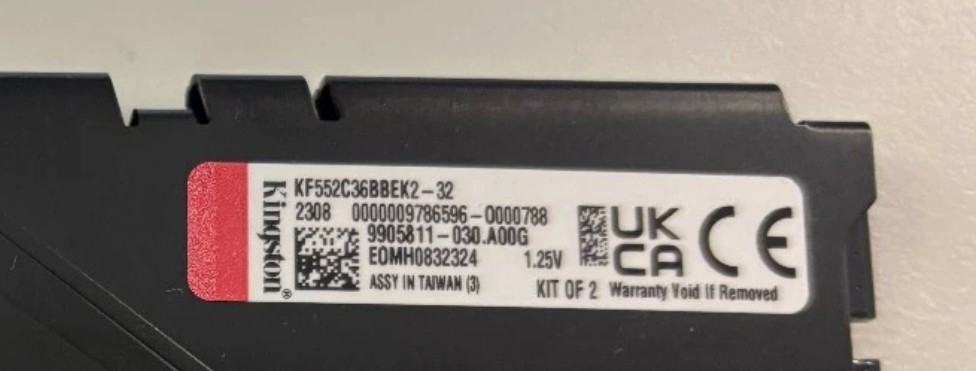 Kingston®
KF552C36BBEK2-32
2308 0000009786596-0000788
9905811-030.A00G
EOMH0832324 1.25V
ASSY IN TAIWAN (3) KIT OF 2 Warranty Void If Removed
UK
CA
CE